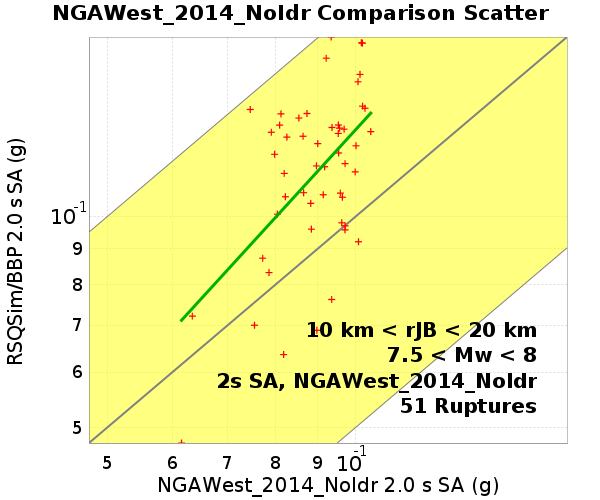 NGAWest_2014_NoIdr Comparison Scatter
RSQSim/BBP 2.0 s SA (g)
10-1
9
8
7
6
5
10 km < rJB < 20 km
7.5 < Mw < 8
2s SA, NGAWest_2014_NoIdr
51 Ruptures
5 6 7 8 9 10-1
NGAWest_2014_NoIdr 2.0 s SA (g)